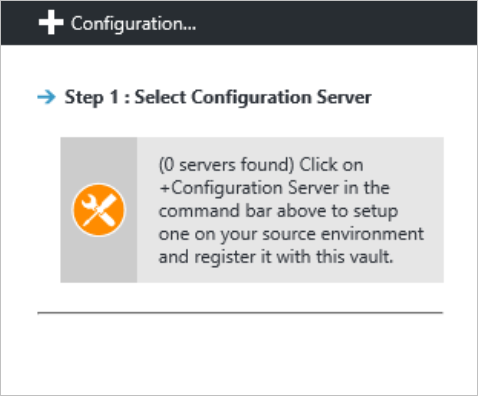 Configuration...
Step 1 : Select Configuration Server
(0 servers found) Click on
+Configuration Server in the
command bar above to setup
one on your source environment
and register it with this vault.